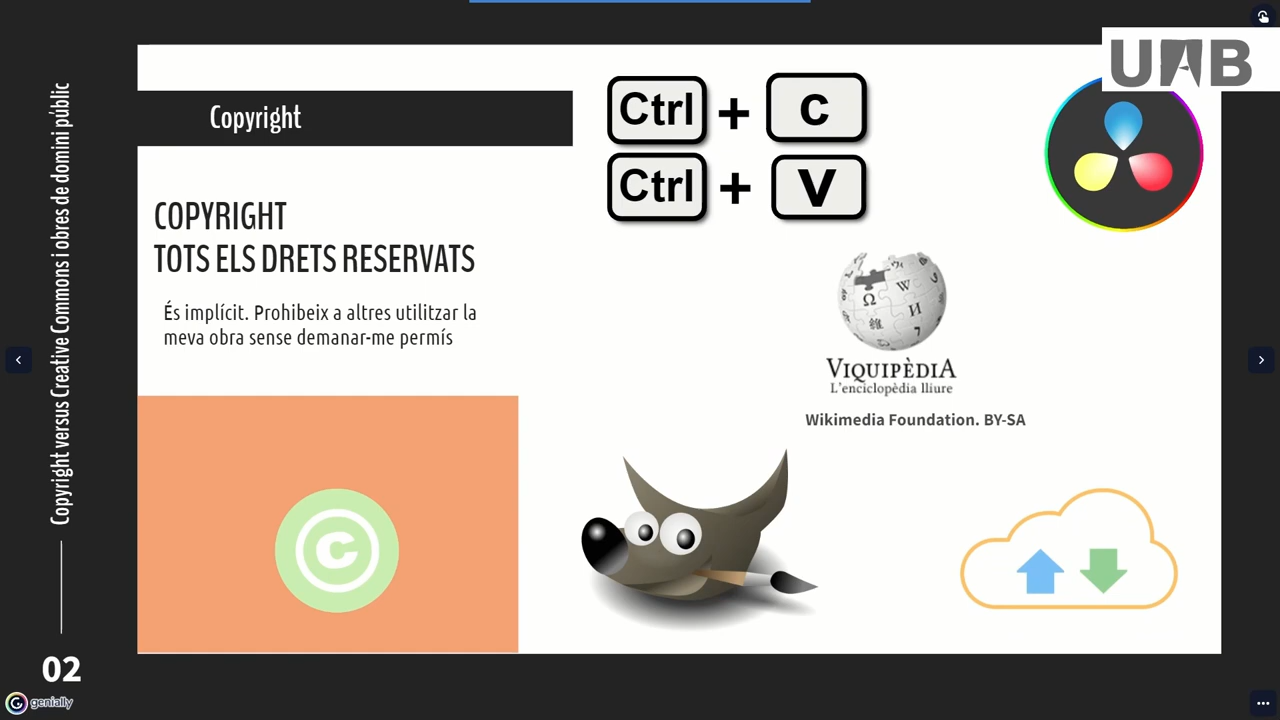 Copyright versus Creative Commons i obres de domini públic
02
Copyright
COPYRIGHT
TOTS ELS DRETS RESERVATS
És implícit. Prohibeix a altres utilitzar la
meva obra sense demanar-me permís
C
Ctrl + C
Ctrl + V
UAB
Ω W И
VIQUIPÈDIA
L'enciclopèdia lliure
Wikimedia Foundation. BY-SA
genially